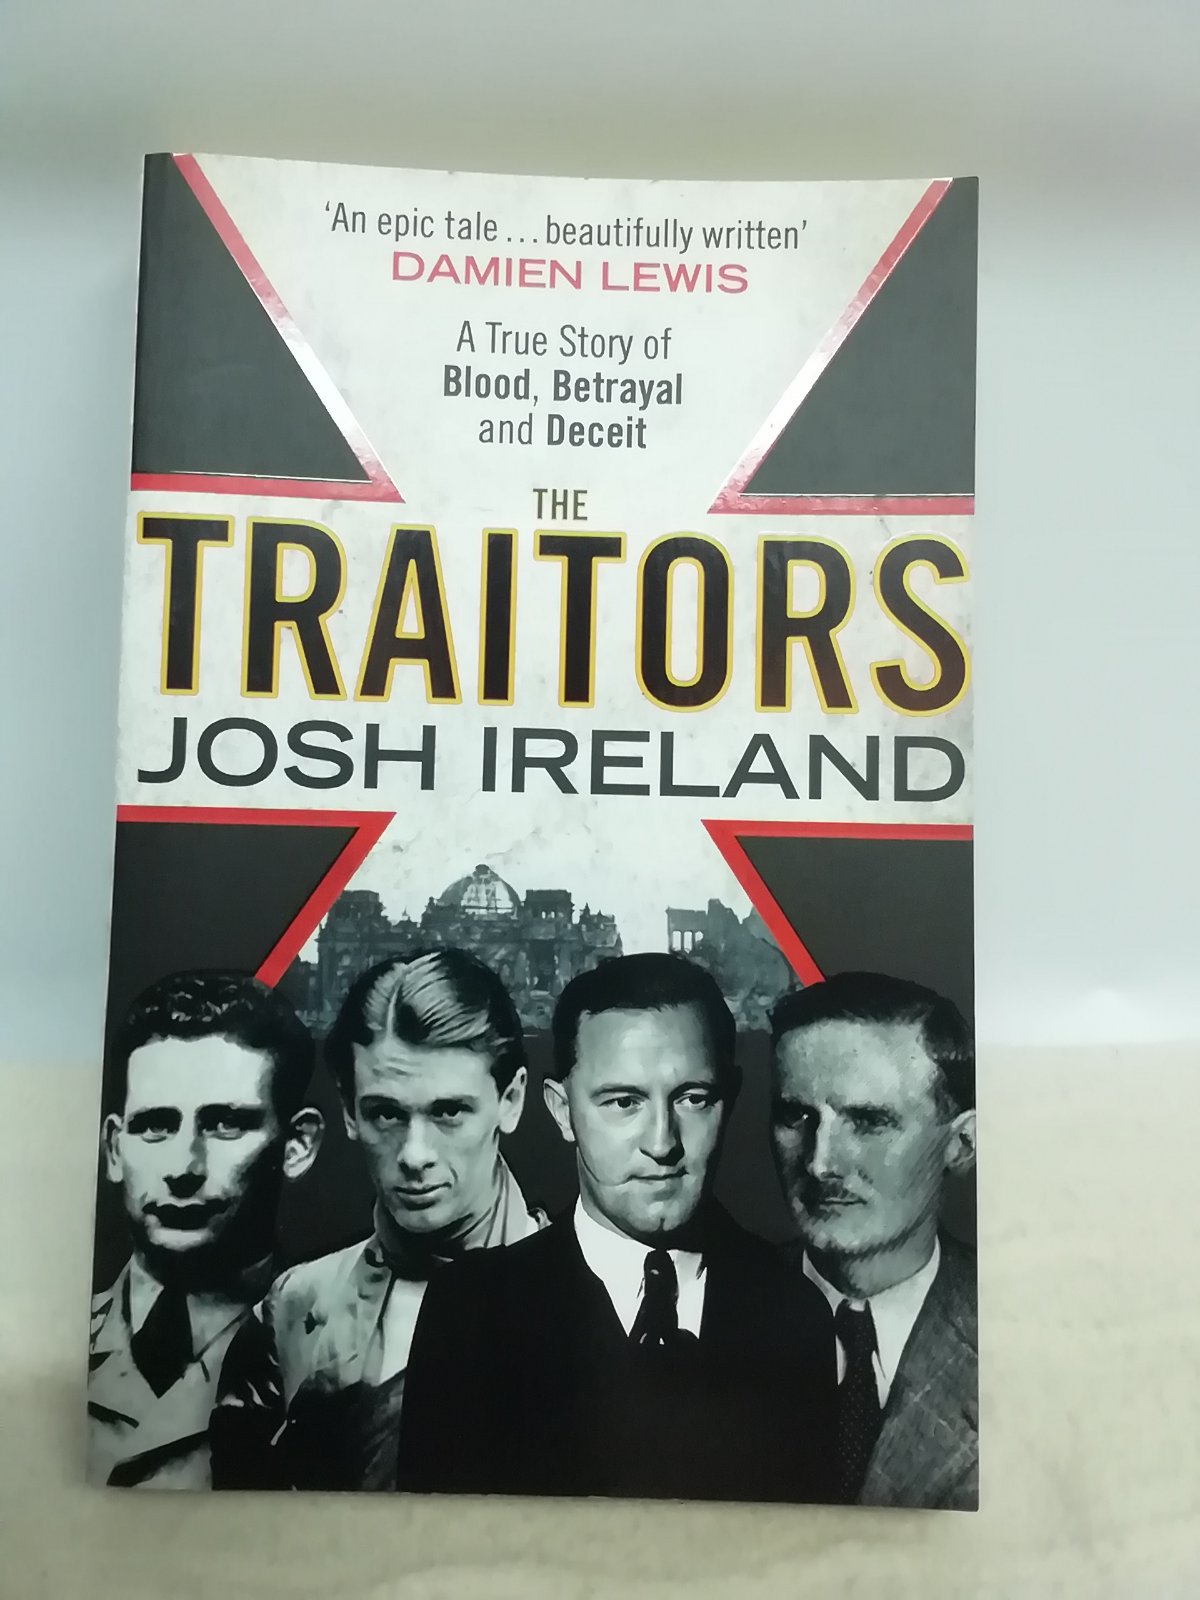 ‘An epic tale ... beautifully written’
DAMIEN LEWIS
A True Story of
Blood, Betrayal
and Deceit
THE
TRAITORS
JOSH IRELAND